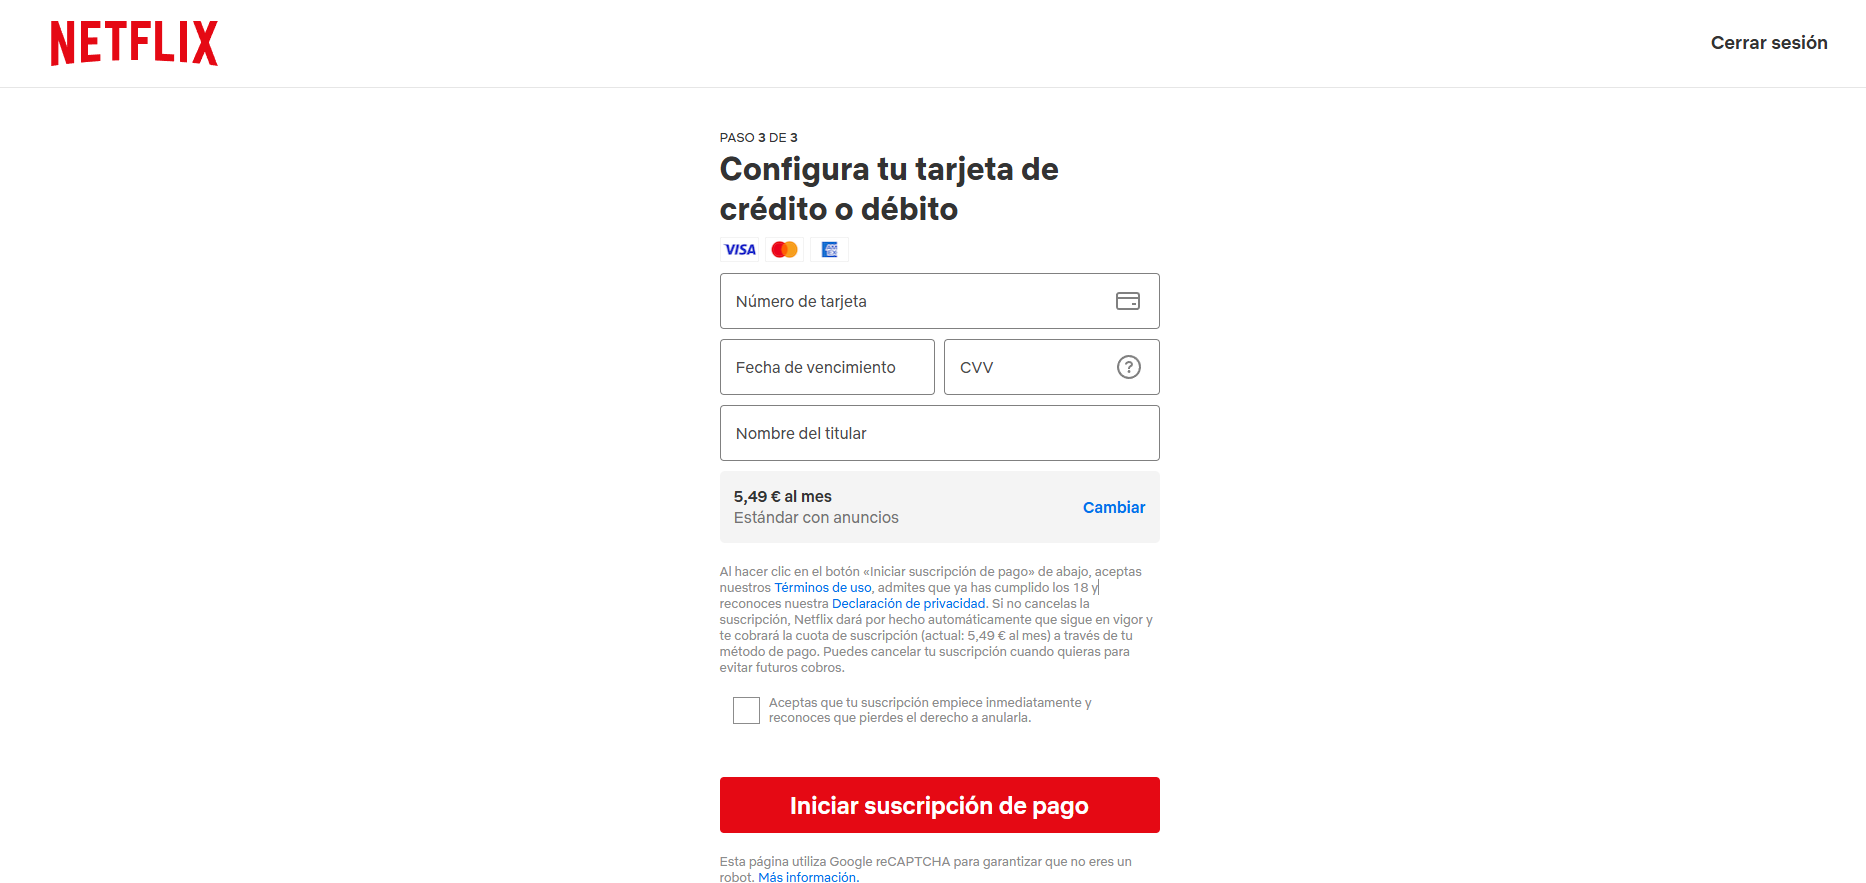 NETFLIX
Cerrar sesión
PASO 3 DE 3
Configura tu tarjeta de
crédito o débito
VISA
Número de tarjeta
Fecha de vencimiento
CVV
?
Nombre del titular
5,49 € al mes
Estándar con anuncios
Cambiar
Al hacer clic en el botón «Iniciar suscripción de pago» de abajo, aceptas
nuestros Términos de uso, admites que ya has cumplido los 18 y
reconoces nuestra Declaración de privacidad. Si no cancelas la
suscripción, Netflix dará por hecho automáticamente que sigue en vigor y
te cobrará la cuota de suscripción (actual: 5,49 € al mes) a través de tu
método de pago. Puedes cancelar tu suscripción cuando quieras para
evitar futuros cobros.
Aceptas que tu suscripción empiece inmediatamente y
reconoces que pierdes el derecho a anularla.
Iniciar suscripción de pago
Esta página utiliza Google reCAPTCHA para garantizar que no eres un
robot. Más información.